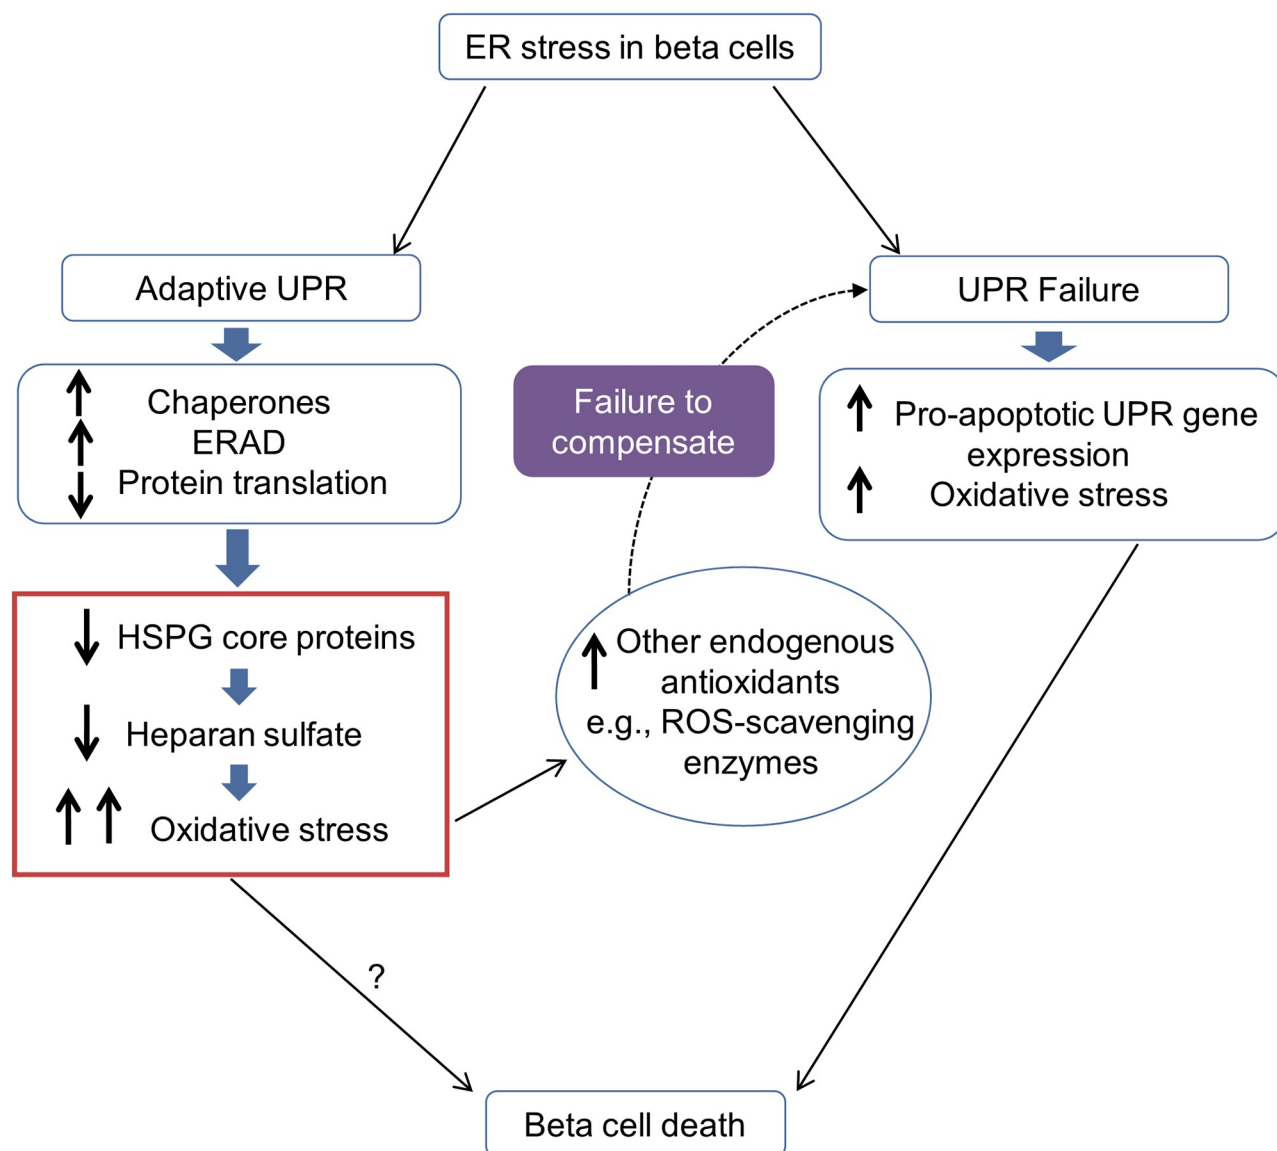 ER stress in beta cells
Adaptive UPR
UPR Failure
Chaperones
ERAD
Protein translation
Failure to
compensate
Pro-apoptotic UPR gene
expression
Oxidative stress
HSPG core proteins
Heparan sulfate
Oxidative stress
Other endogenous
antioxidants
e.g., ROS-scavenging
enzymes
?
Beta cell death